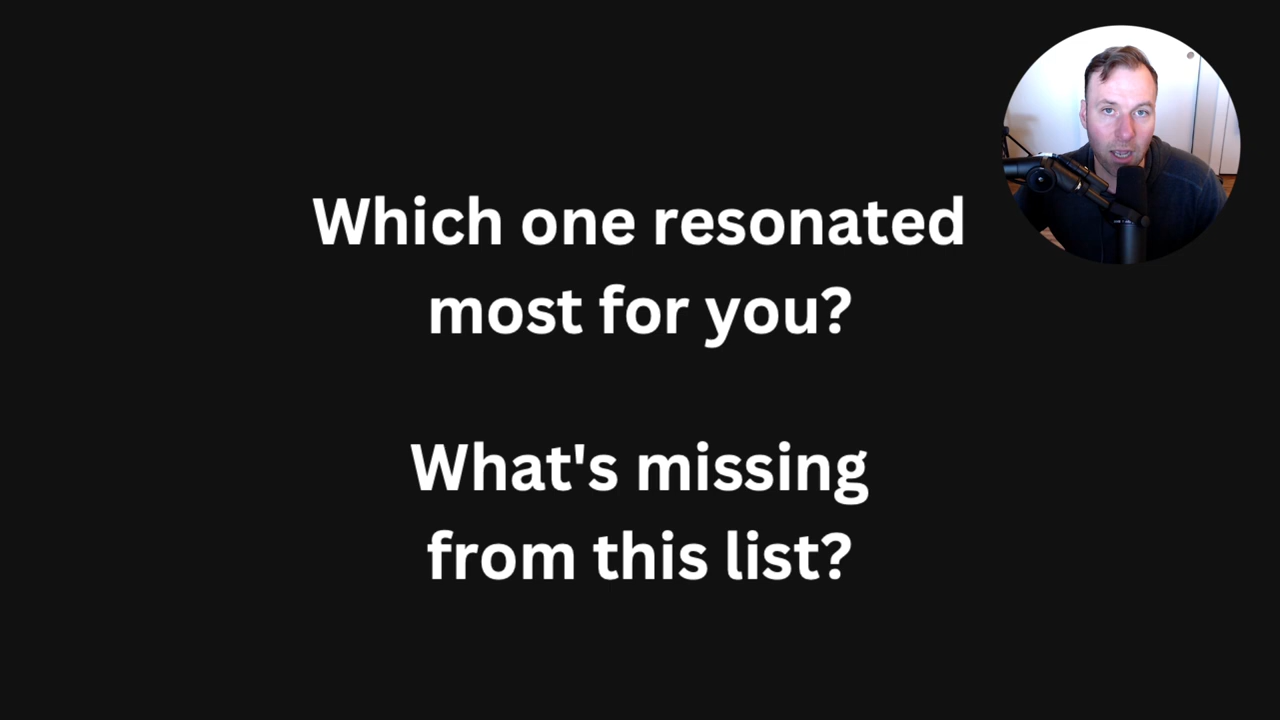 Which one resonated
most for you?
What's missing
from this list?